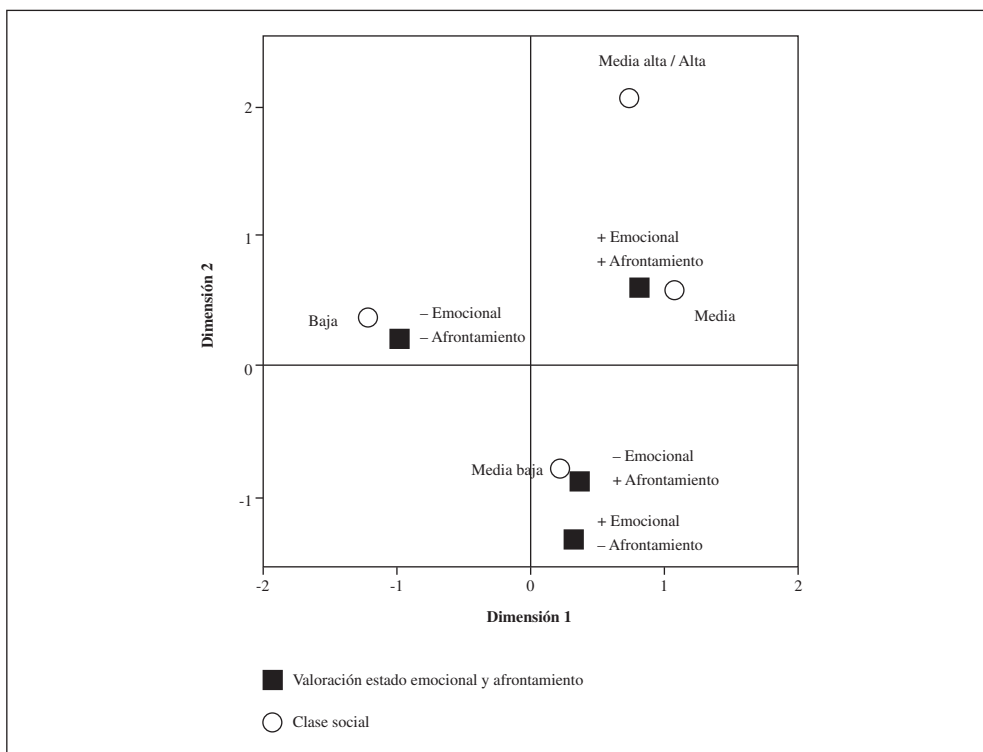 Media alta / Alta
2
+ Emocional
+ Afrontamiento
1
Media
– Emocional
– Afrontamiento
Baja
0
Dimensión 2
Media baja
– Emocional
+ Afrontamiento
-1
+ Emocional
– Afrontamiento
-2
-1
0
1
2
Dimensión 1
Valoración estado emocional y afrontamiento
Clase social